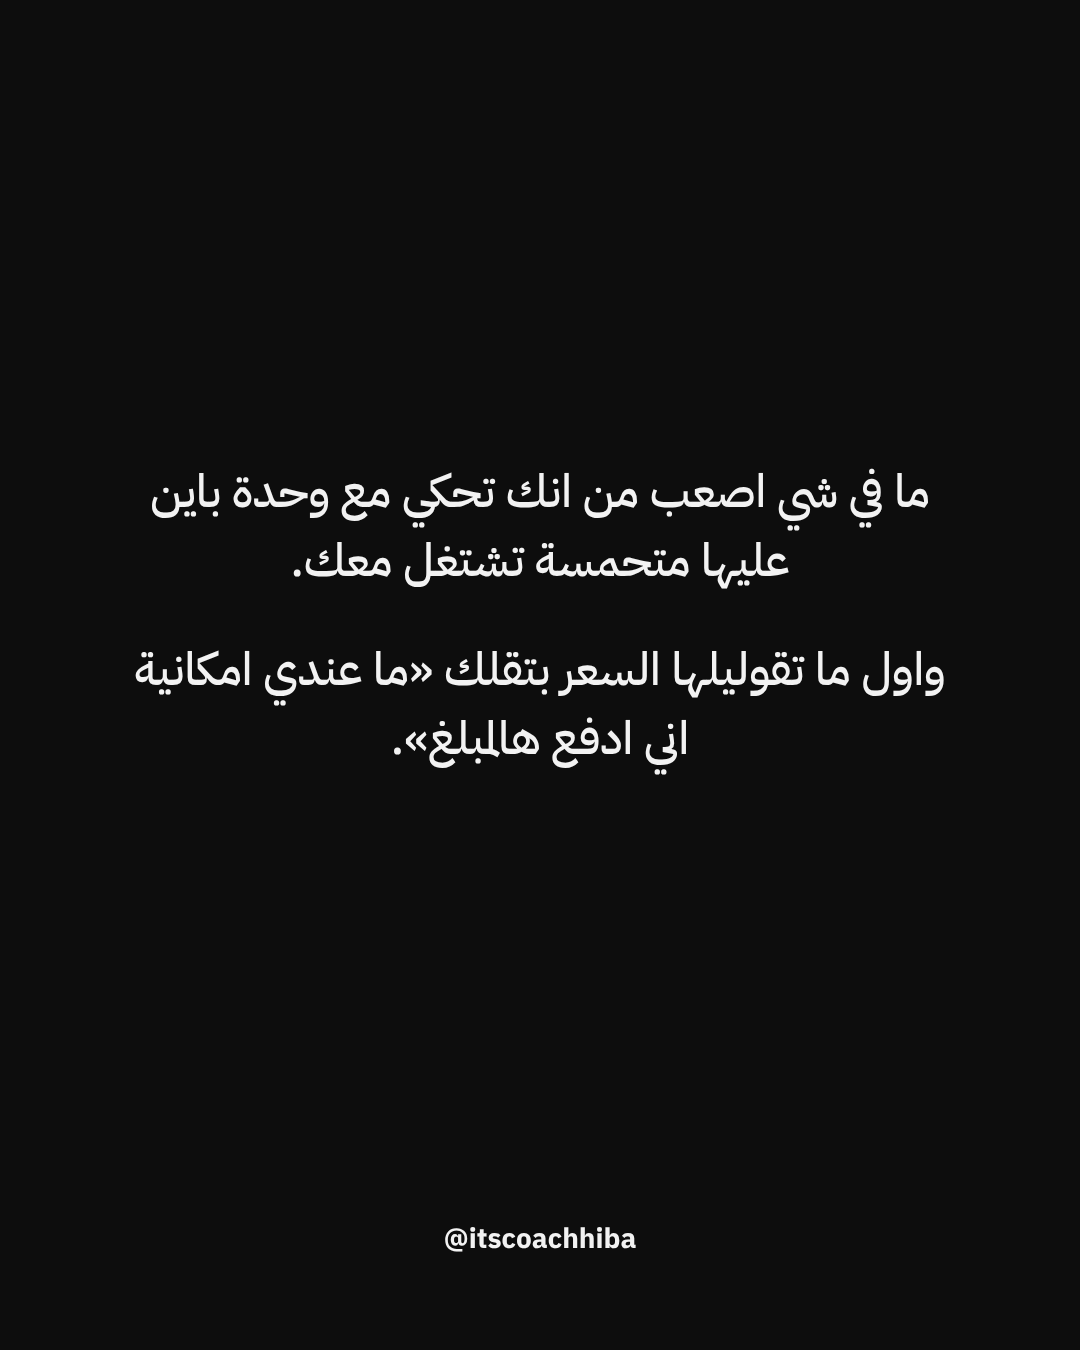 ما في شي اصعب من انك تحكي مع وحدة باين
عليها متحمسة تشتغل معك.
واول ما تقوليلها السعر بتقلك «ما عندي امكانية
اني ادفع هالمبلغ».
@itscoachhiba